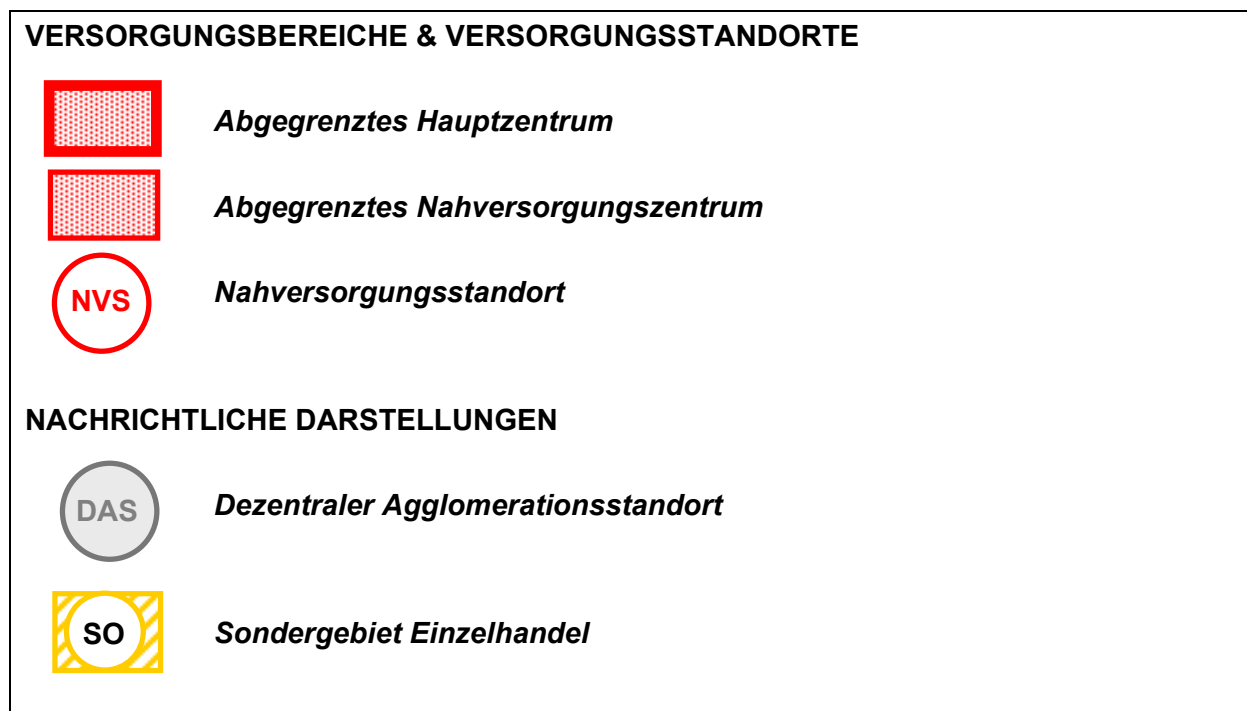 VERSORGUNGSBEREICHE & VERSORGUNGSSTANDORTE
Abgegrenztes Hauptzentrum
Abgegrenztes Nahversorgungszentrum
NVS Nahversorgungsstandort
NACHRICHTLICHE DARSTELLUNGEN
DAS Dezentraler Agglomerationsstandort
SO Sondergebiet Einzelhandel